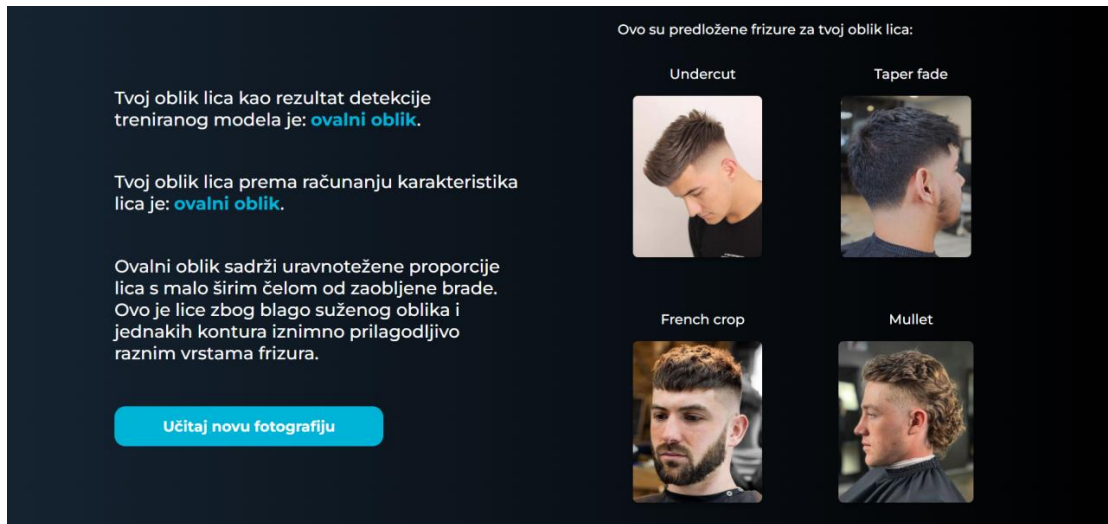 Tvoj oblik lica kao rezultat detekcije
treniranog modela je: ovalni oblik.
Tvoj oblik lica prema računanju karakteristika
lica je: ovalni oblik.
Ovalni oblik sadrži uravnotežene proporcije
lica s malo širim čelom od zaobljene brade.
Ovo je lice zbog blago suženog oblika i
jednakih kontura iznimno prilagodljivo
raznim vrstama frizura.
Učitaj novu fotografiju
Ovo su predložene frizure za tvoj oblik lica:
Undercut
Taper fade
French crop
Mullet